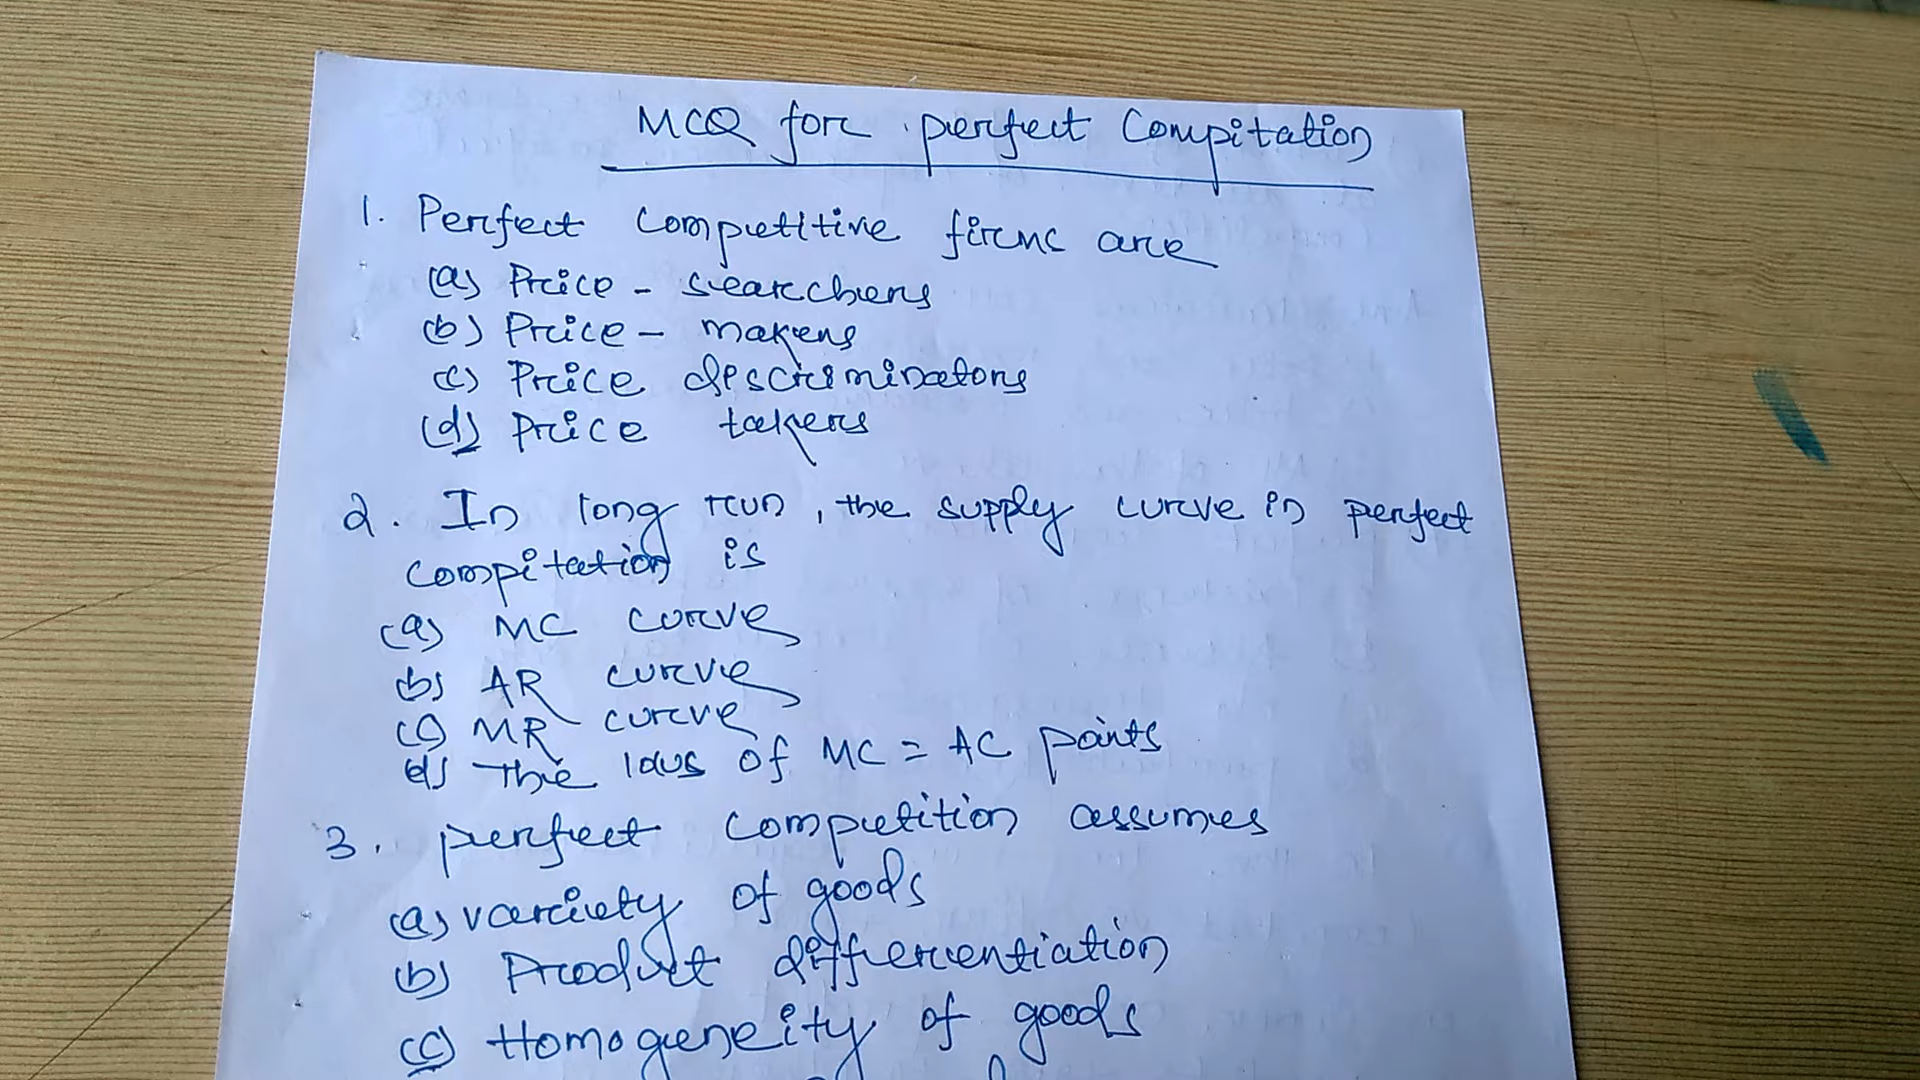 MCQ for perfect Compitation
1. Perfect Competitive firms are
(a) Price - searchers
(b) Price - makers
(c) Price descriminators
(d) Price takers
2. In long run, the supply curve in perfect
Compitation is
(a) MC curve
(b) AR curve
(c) MR curve
(d) The locus of MC = AC points
3. perfect competition assumes
(a) variety of goods
(b) Product differentiation
(c) Homogeneity of goods